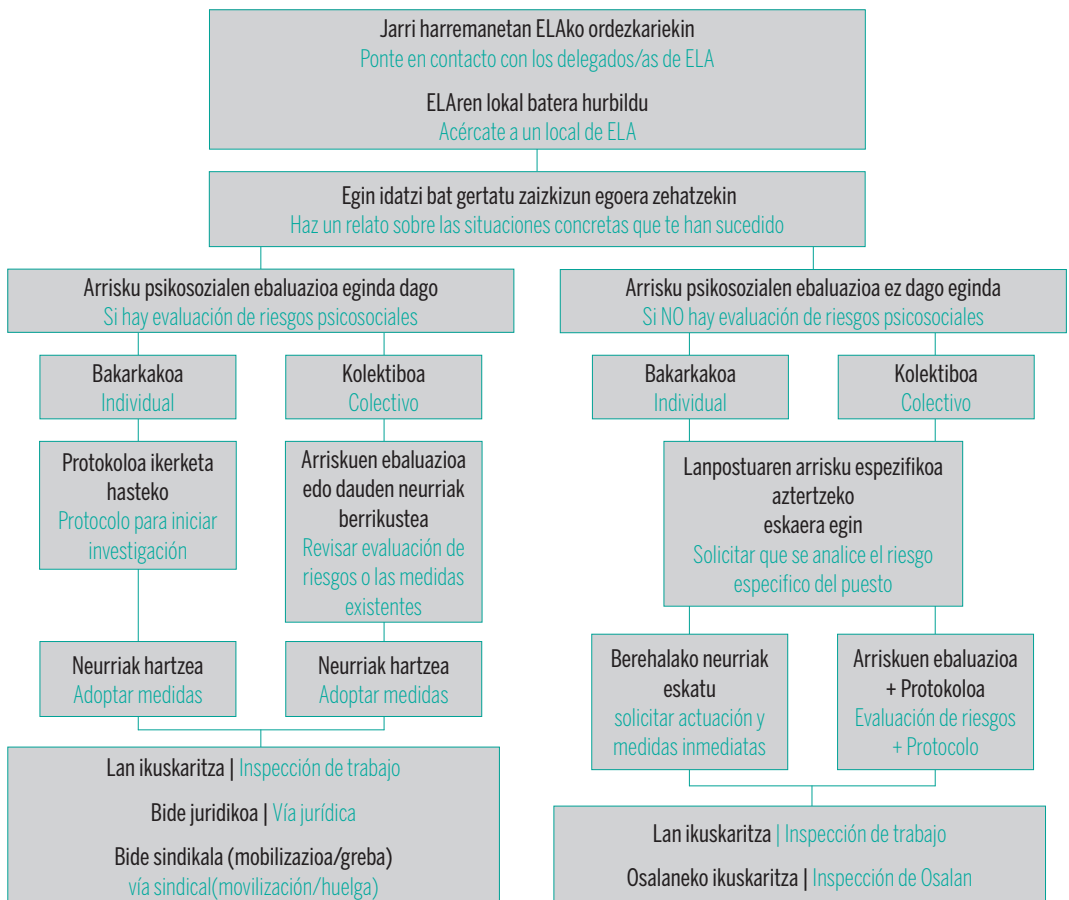 Jarri harremanetan ELAko ordezkariekin
Ponte en contacto con los delegados/as de ELA
ELAren lokal batera hurbildu
Acércate a un local de ELA
Egin idatzi bat gertatu zaizkizun egoera zehatzekin
Haz un relato sobre las situaciones concretas que te han sucedido
Arrisku psikosozialen ebaluazioa eginda dago
Si hay evaluación de riesgos psicosociales
Bakarkakoa
Individual
Kolektiboa
Colectivo
Protokoloa ikerketa
hasteko
Protocolo para iniciar
investigación
Arriskuen ebaluazioa
edo dauden neurriak
berrikustea
Revisar evaluación de
riesgos o las medidas
existentes
Neurriak hartzea
Adoptar medidas
Neurriak hartzea
Adoptar medidas
Lan ikuskaritza | Inspección de trabajo
Bide juridikoa | Vía jurídica
Bide sindikala (mobilizazioa/greba)
vía sindical(movilización/huelga)
Arrisku psikosozialen ebaluazioa ez dago eginda
Si NO hay evaluación de riesgos psicosociales
Bakarkakoa
Individual
Kolektiboa
Colectivo
Lanpostuaren arrisku espezifikoa
aztertzeko
eskaera egin
Solicitar que se analice el riesgo
especifico del puesto
Berehalako neurriak
eskatu
solicitar actuación y
medidas inmediatas
Arriskuen ebaluazioa
+ Protokoloa
Evaluación de riesgos
+ Protocolo
Lan ikuskaritza | Inspección de trabajo
Osalaneko ikuskaritza | Inspección de Osalan